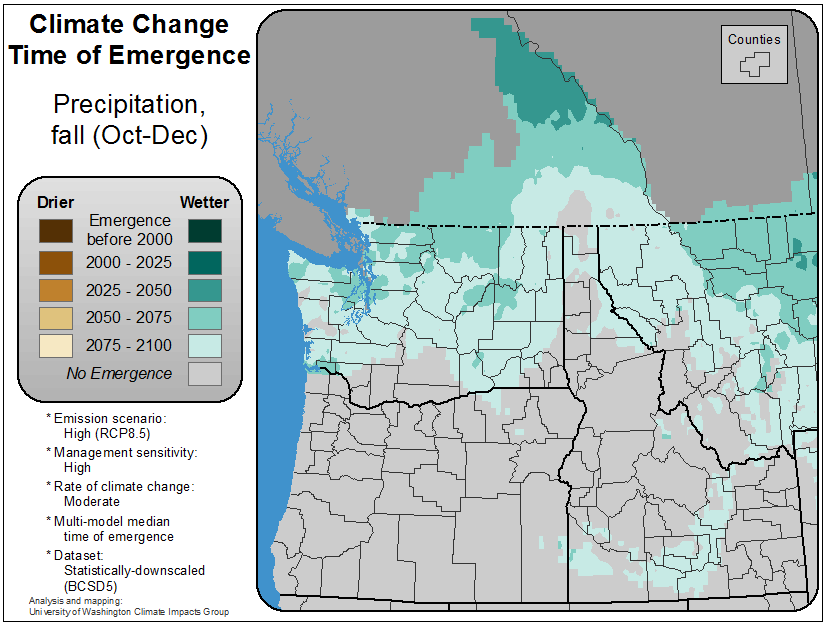 Climate Change
Time of Emergence
Precipitation,
fall (Oct-Dec)
Drier Wetter
Emergence
before 2000
2000 - 2025
2025 - 2050
2050 - 2075
2075 - 2100
No Emergence
* Emission scenario:
High (RCP8.5)
* Management sensitivity:
High
* Rate of climate change:
Moderate
* Multi-model median
time of emergence
* Dataset:
Statistically-downscaled
(BCSD5)
Analysis and mapping:
University of Washington Climate Impacts Group
Counties